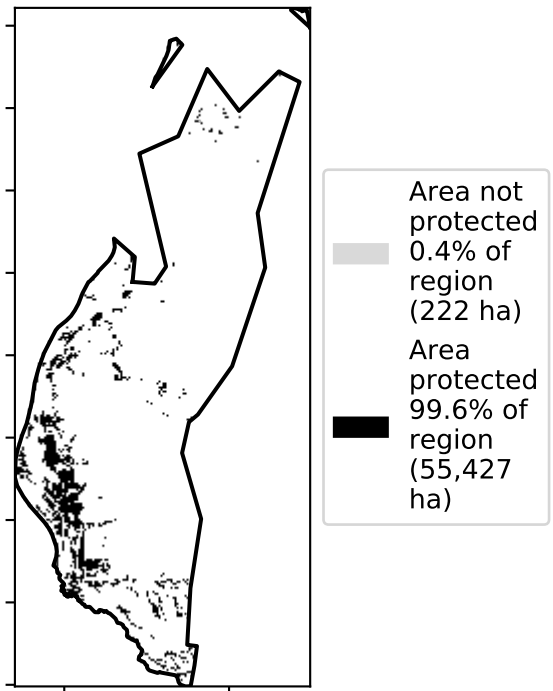 Area not
protected
0.4% of
region
(222 ha)
Area
protected
99.6% of
region
(55,427
ha)